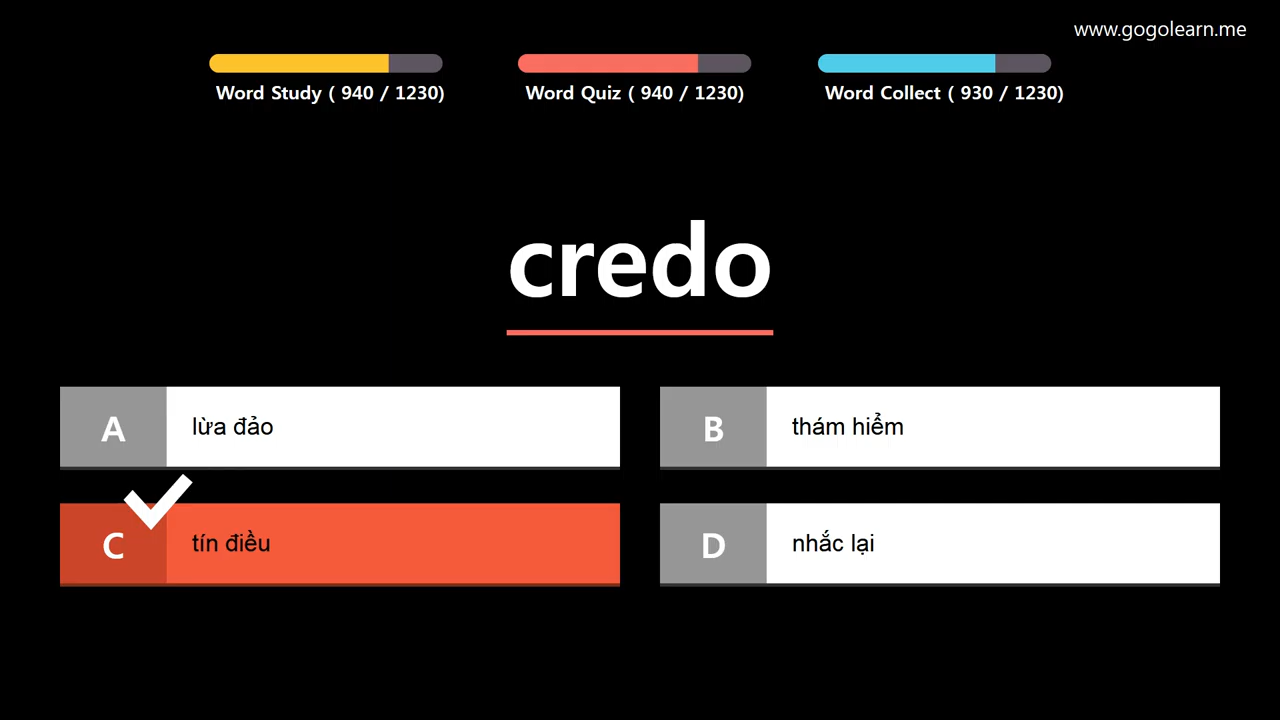 www.gogolearn.me
Word Study ( 940 / 1230)
Word Quiz ( 940 / 1230)
Word Collect ( 930 / 1230)
credo
A lừa đảo
B thám hiểm
C tín điều
D nhắc lại